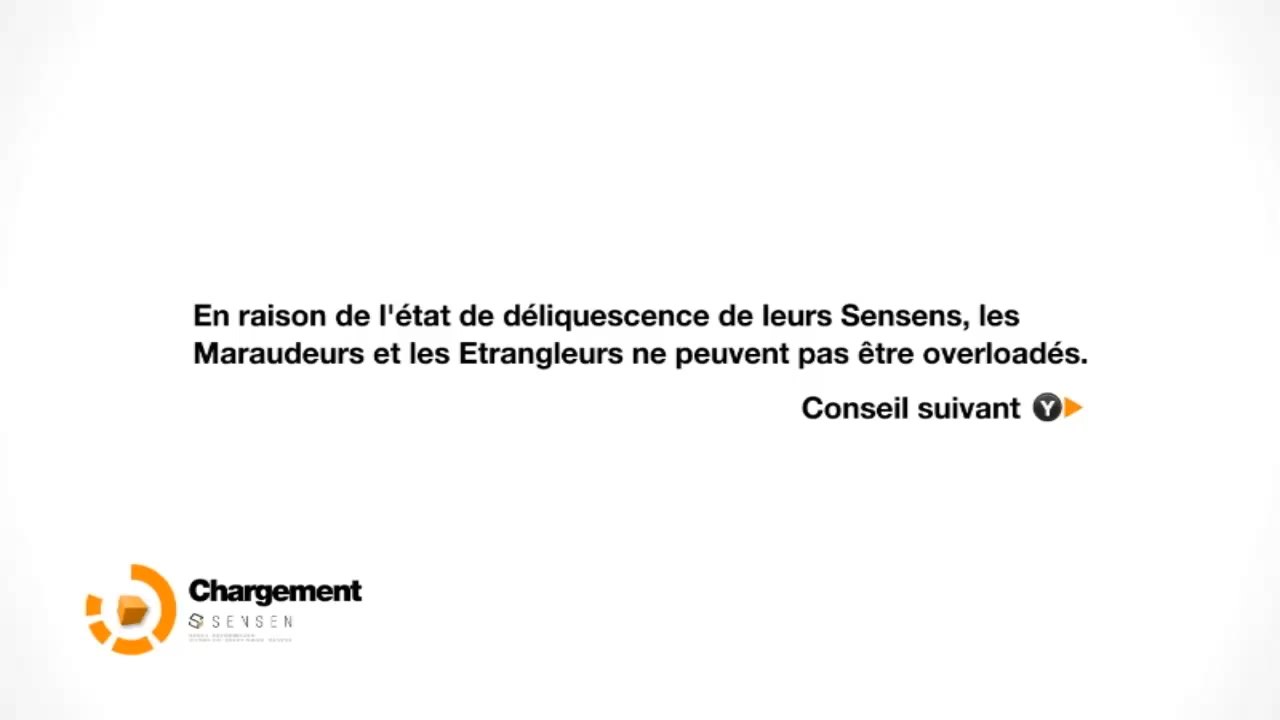 En raison de l'état de déliquescence de leurs Sensens, les
Maraudeurs et les Etrangleurs ne peuvent pas être overloadés.
Conseil suivant Y
Chargement
SENSEN